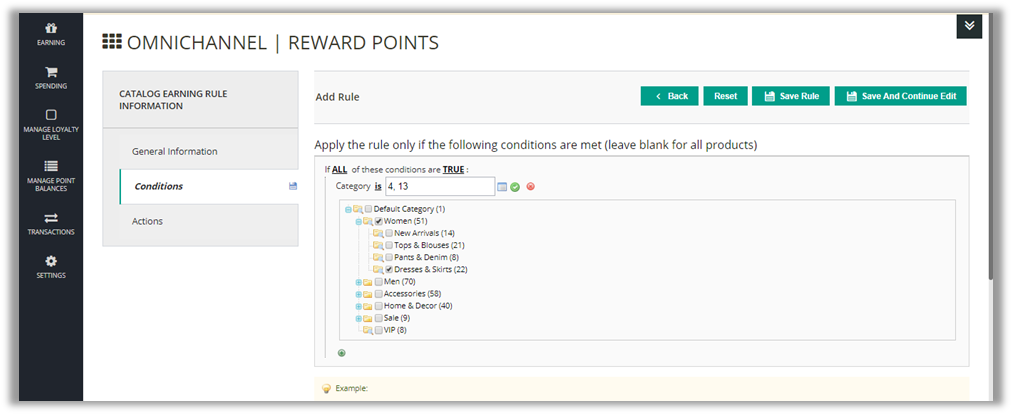 EARNING
SPENDING
MANAGE LOYALTY
LEVEL
MANAGE POINT
BALANCES
TRANSACTIONS
SETTINGS
OMNICHANNEL | REWARD POINTS
CATALOG EARNING RULE
INFORMATION
General Information
Conditions
Actions
Add Rule
Back
Reset
Save Rule
Save And Continue Edit
Apply the rule only if the following conditions are met (leave blank for all products)
If ALL of these conditions are TRUE :
Category is 4, 13
Default Category (1)
Women (51)
New Arrivals (14)
Tops & Blouses (21)
Pants & Denim (8)
Dresses & Skirts (22)
Men (70)
Accessories (58)
Home & Decor (40)
Sale (9)
VIP (8)
Example: